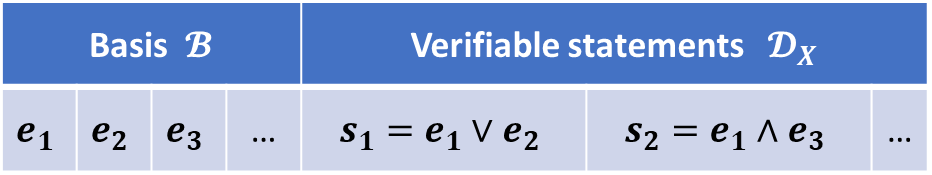 Basis 𝓑 Verifiable statements 𝓓_X
e₁ e₂ e₃ ... s₁ = e₁ ∨ e₂ s₂ = e₁ ∧ e₃ ...